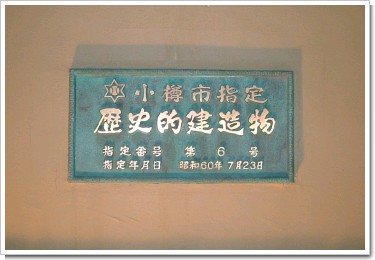 小樽市指定
歴史的建造物
指定番号 第6号
指定年月日 昭和60年7月23日